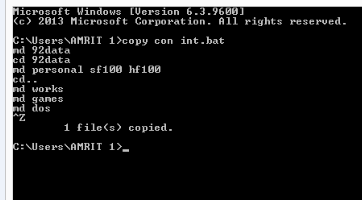 Microsoft Windows [Version 6.3.9600]
(c) 2013 Microsoft Corporation. All rights reserved.
C:\Users\AMRIT 1>copy con int.bat
md 92data
cd 92data
md personal sf100 hf100
cd..
md works
md games
md dos
^Z
1 file(s) copied.
C:\Users\AMRIT 1>_